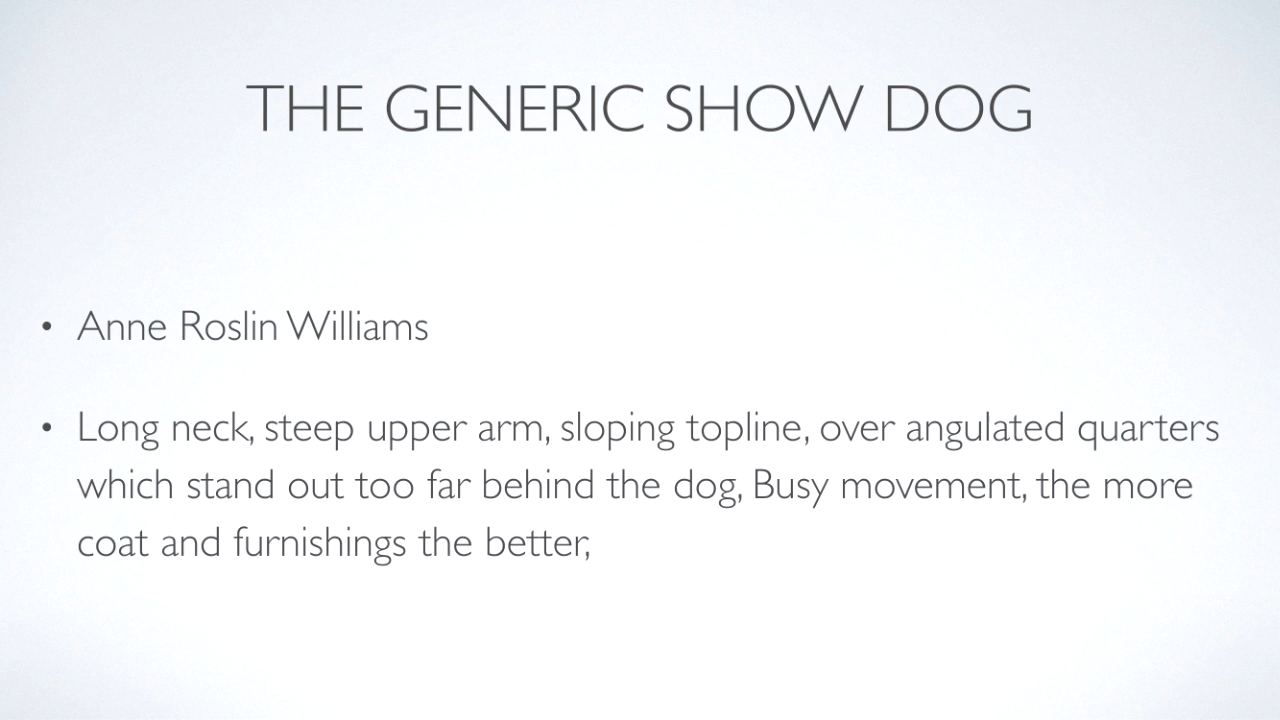 THE GENERIC SHOW DOG
• Anne Roslin Williams
• Long neck, steep upper arm, sloping topline, over angulated quarters
which stand out too far behind the dog, Busy movement, the more
coat and furnishings the better,